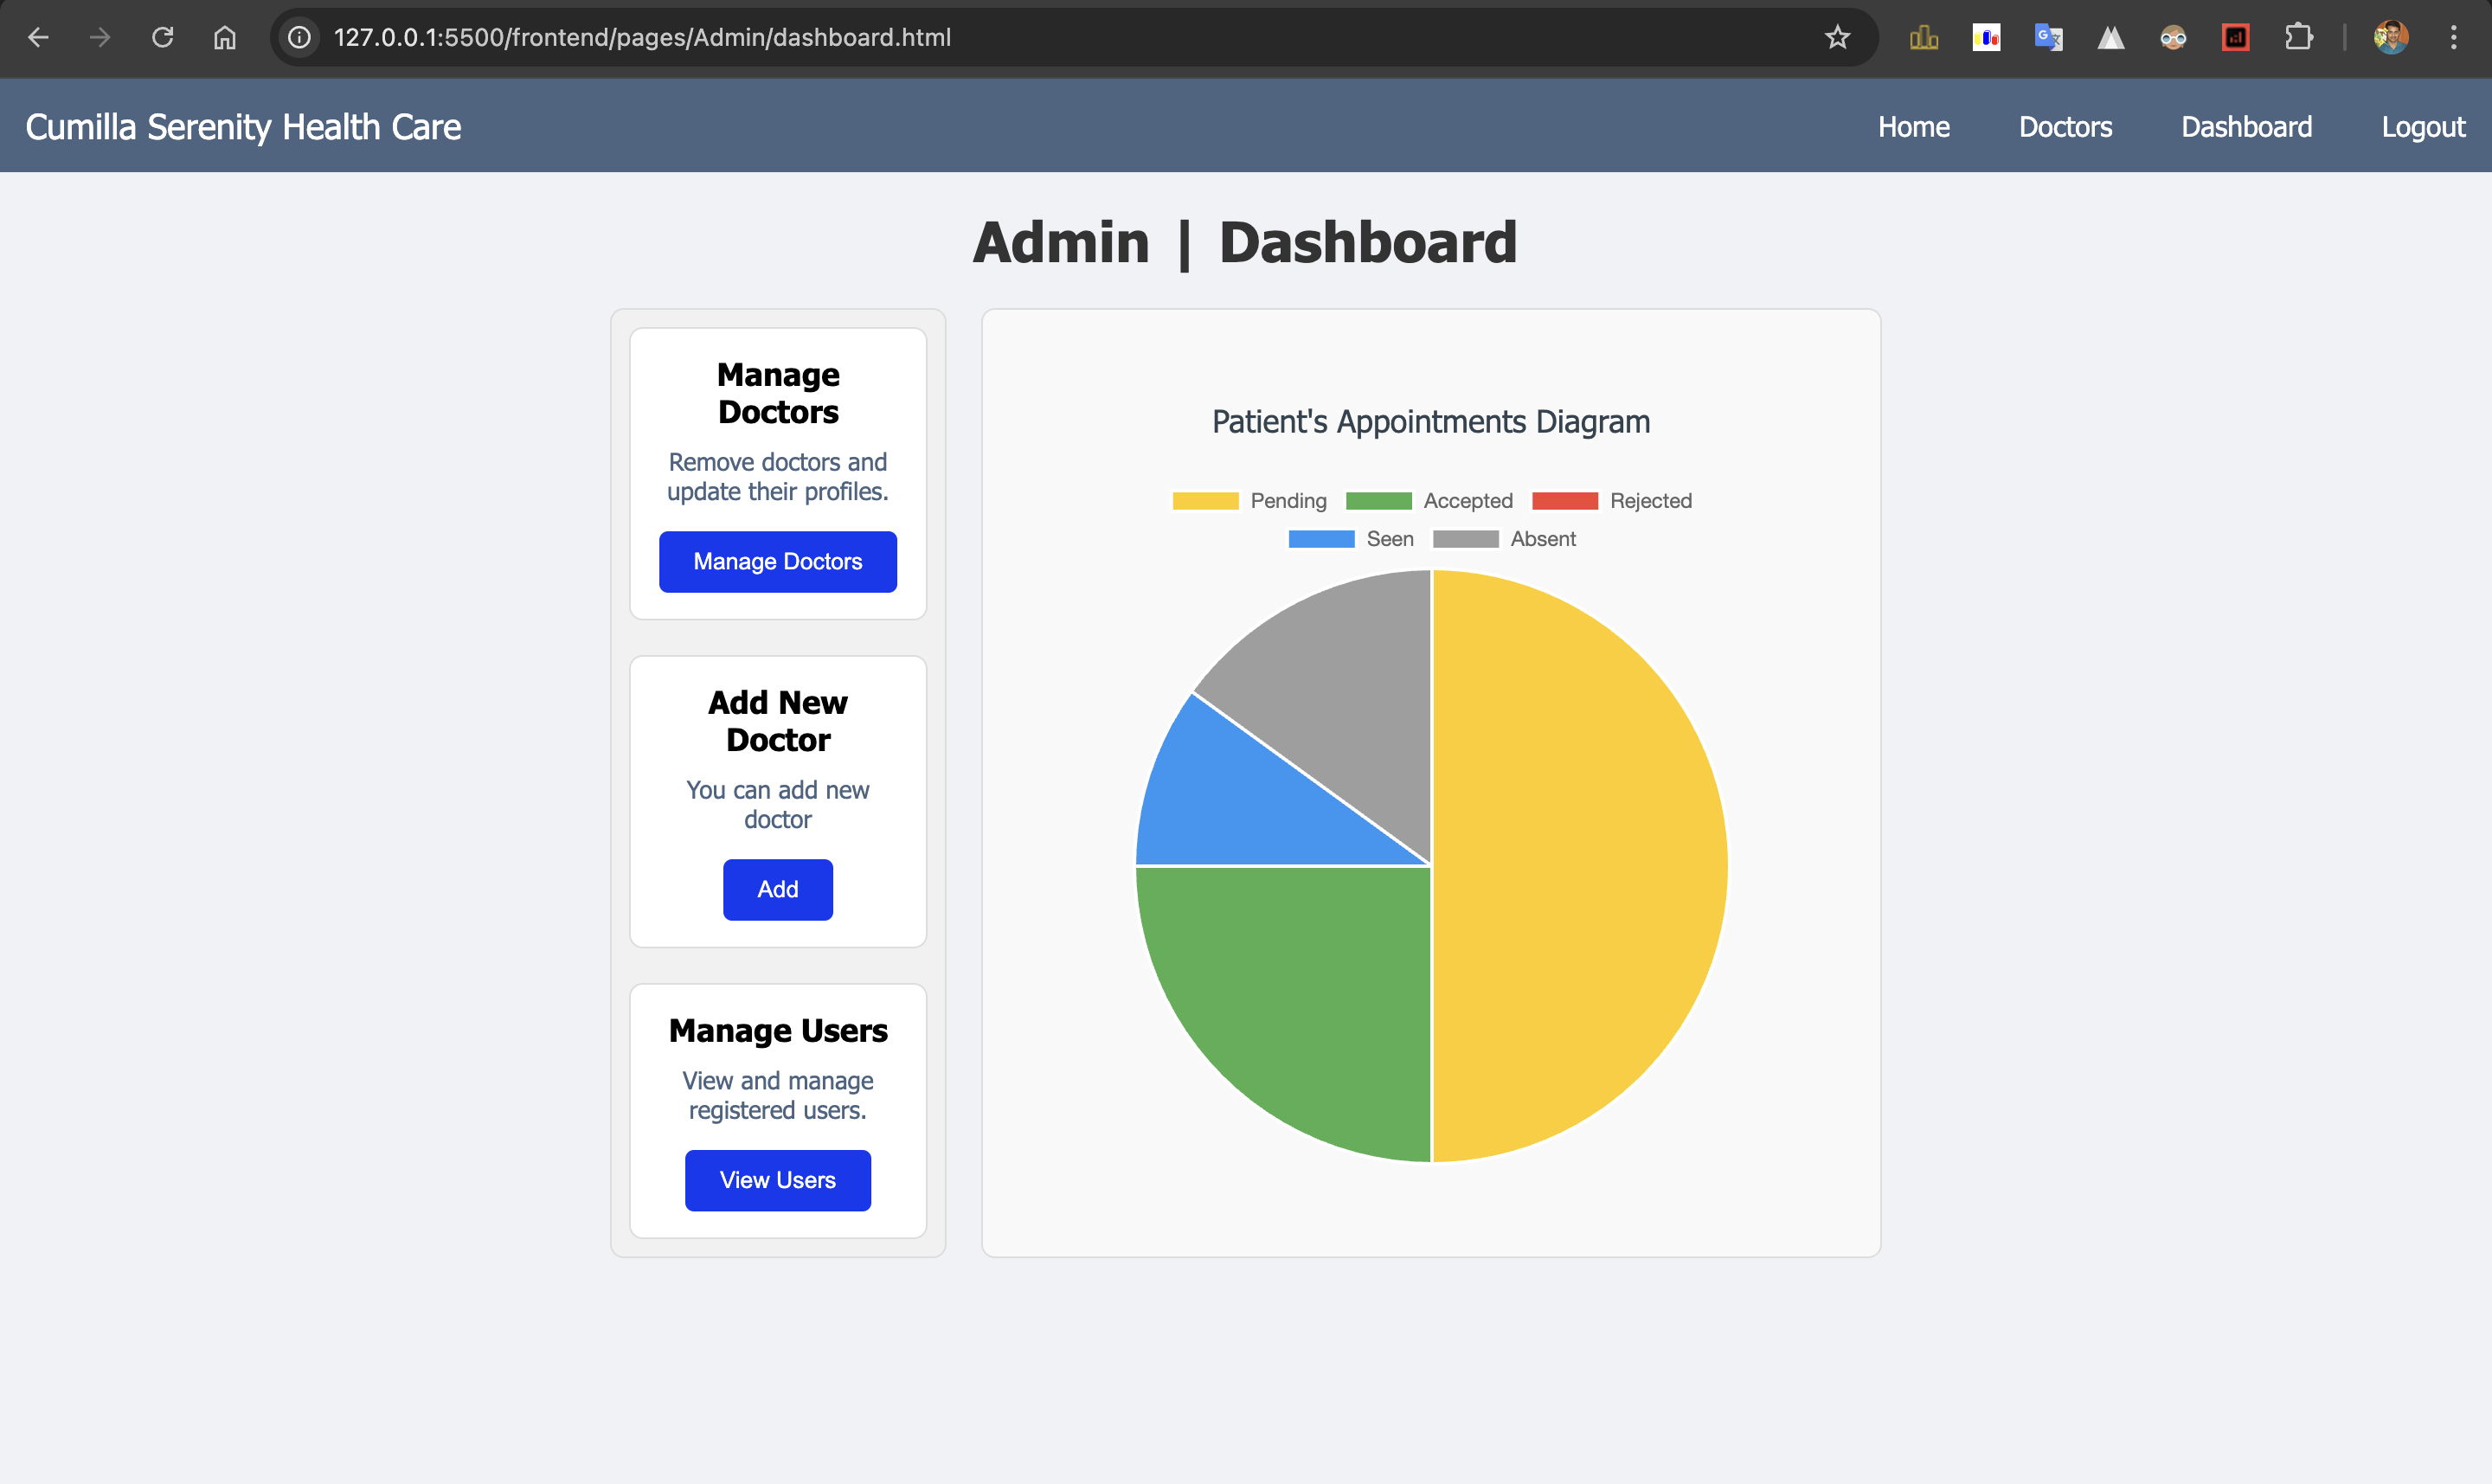 127.0.0.1:5500/frontend/pages/Admin/dashboard.html
Cumilla Serenity Health Care
Home Doctors Dashboard Logout
Admin | Dashboard
Manage
Doctors
Remove doctors and
update their profiles.
Manage Doctors
Add New
Doctor
You can add new
doctor
Add
Manage Users
View and manage
registered users.
View Users
Patient's Appointments Diagram
Pending Accepted Rejected
Seen Absent